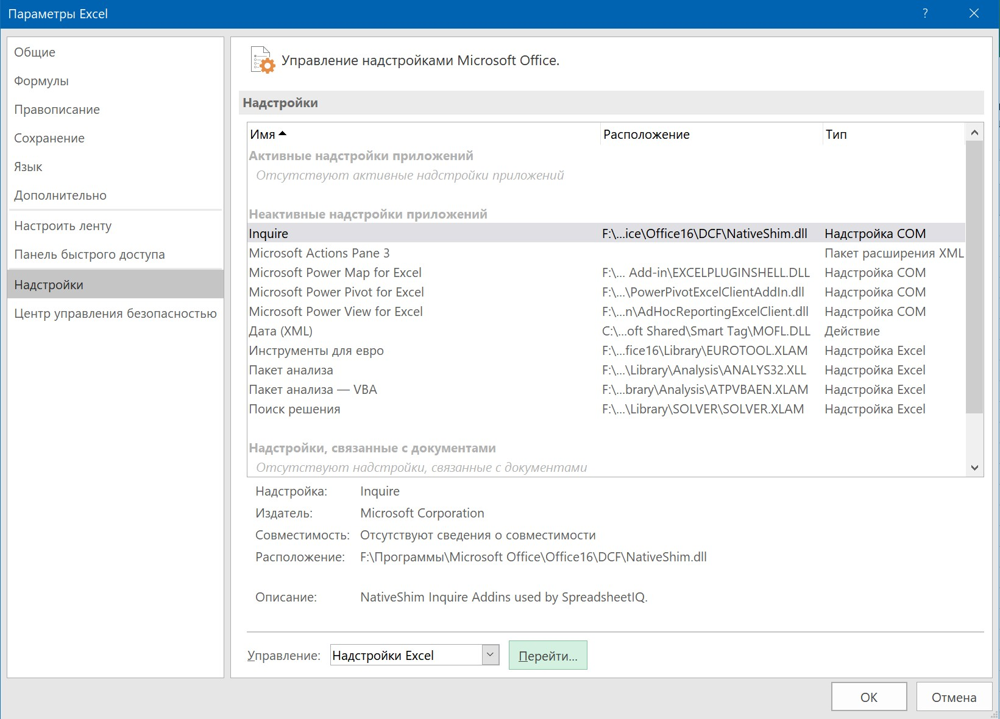 Параметры Excel
?
Общие
Формулы
Правописание
Сохранение
Язык
Дополнительно
Настроить ленту
Панель быстрого доступа
Надстройки
Центр управления безопасностью
Управление надстройками Microsoft Office.
Надстройки
Имя Расположение Тип
Активные надстройки приложений
Отсутствуют активные надстройки приложений
Неактивные надстройки приложений
Inquire F:\...ice\Office16\DCF\NativeShim.dll Надстройка COM
Microsoft Actions Pane 3 Пакет расширения XML
Microsoft Power Map for Excel F:\... Add-in\EXCELPLUGINSHELL.DLL Надстройка COM
Microsoft Power Pivot for Excel F:\...\PowerPivotExcelClientAddIn.dll Надстройка COM
Microsoft Power View for Excel F:\...n\AdHocReportingExcelClient.dll Надстройка COM
Дата (XML) C:\...oft Shared\Smart Tag\MOFL.DLL Действие
Инструменты для евро F:\...fice16\Library\EUROTOOL.XLAM Надстройка Excel
Пакет анализа F:\...\Library\Analysis\ANALYS32.XLL Надстройка Excel
Пакет анализа — VBA F:\...brary\Analysis\ATPVBAEN.XLAM Надстройка Excel
Поиск решения F:\...\Library\SOLVER\SOLVER.XLAM Надстройка Excel
Надстройки, связанные с документами
Отсутствуют надстройки, связанные с документами
Надстройка: Inquire
Издатель: Microsoft Corporation
Совместимость: Отсутствуют сведения о совместимости
Расположение: F:\Программы\Microsoft Office\Office16\DCF\NativeShim.dll
Описание: NativeShim Inquire Addins used by SpreadsheetIQ.
Управление: Надстройки Excel Перейти...
ОК Отмена